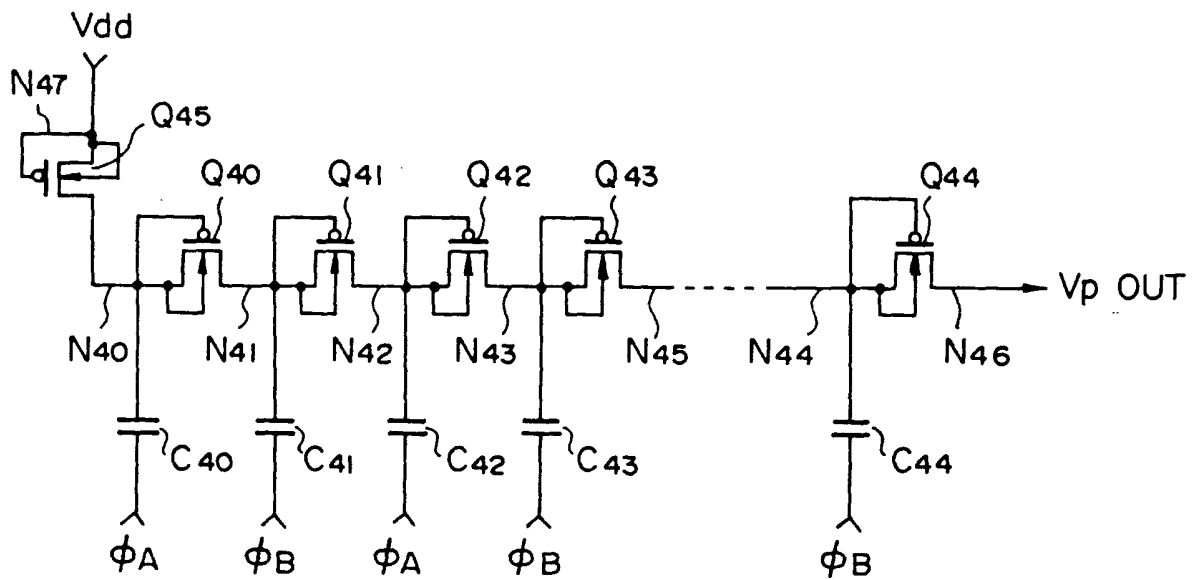 Vdd
N47
Q45
Q40 Q41 Q42 Q43 Q44
Vp OUT
N40 N41 N42 N43 N45 N44 N46
C40 C41 C42 C43 C44
ϕA ϕB ϕA ϕB ϕB